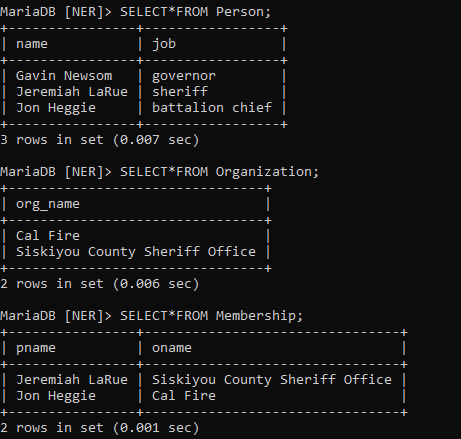 MariaDB [NER]> SELECT*FROM Person;
+----------------+-----------------+
| name           | job             |
+----------------+-----------------+
| Gavin Newsom   | governor        |
| Jeremiah LaRue | sheriff         |
| Jon Heggie     | battalion chief |
+----------------+-----------------+
3 rows in set (0.007 sec)
MariaDB [NER]> SELECT*FROM Organization;
+--------------------------------+
| org_name                       |
+--------------------------------+
| Cal Fire                       |
| Siskiyou County Sheriff Office |
+--------------------------------+
2 rows in set (0.006 sec)
MariaDB [NER]> SELECT*FROM Membership;
+----------------+--------------------------------+
| pname          | oname                          |
+----------------+--------------------------------+
| Jeremiah LaRue | Siskiyou County Sheriff Office |
| Jon Heggie     | Cal Fire                       |
+----------------+--------------------------------+
2 rows in set (0.001 sec)